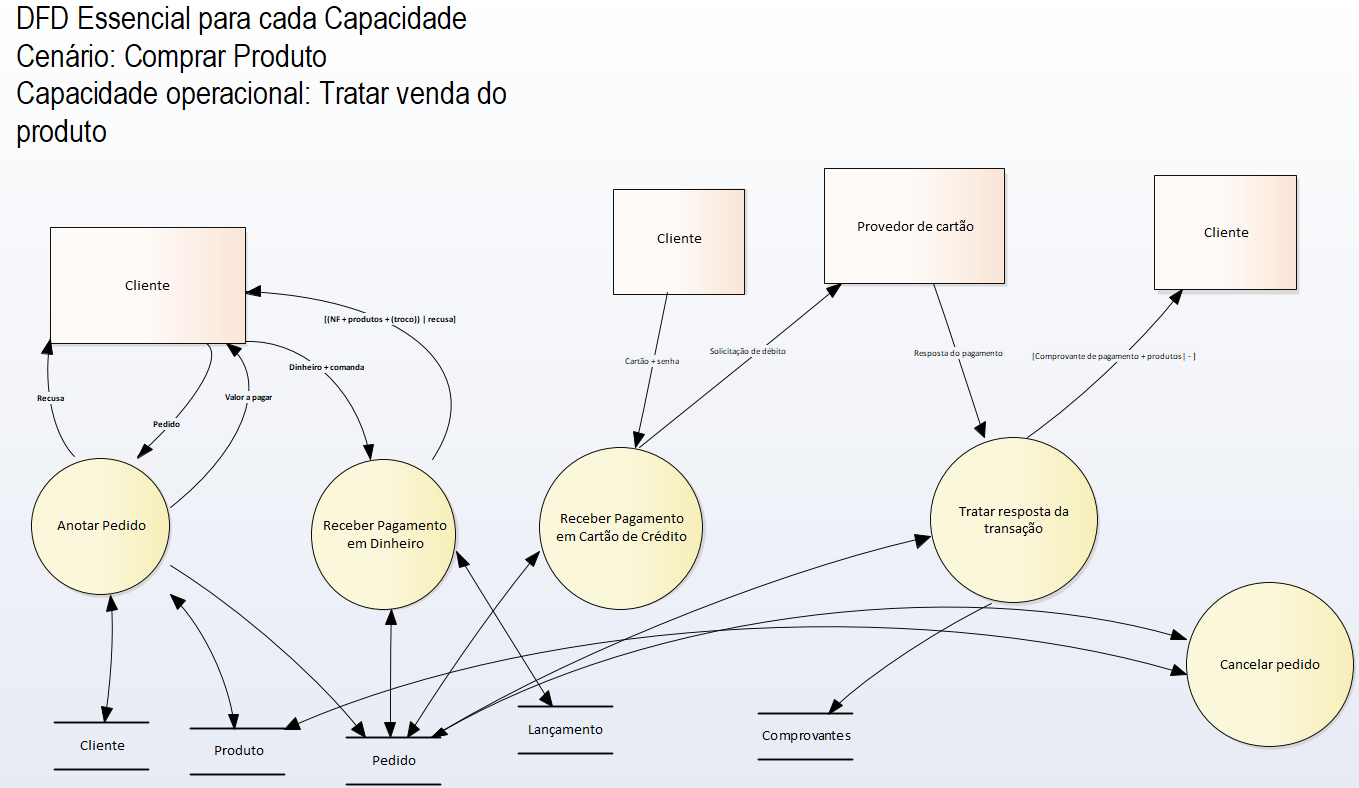 DFD Essencial para cada Capacidade
Cenário: Comprar Produto
Capacidade operacional: Tratar venda do
produto
Cliente
Cliente
Provedor de cartão
Cliente
[(NF + produtos + (troco)) | recusa]
Dinheiro + comanda
Recusa
Valor a pagar
Pedido
Cartão + senha
Solicitação de débito
Resposta do pagamento
[Comprovante de pagamento + produtos| - ]
Anotar Pedido
Receber Pagamento
em Dinheiro
Receber Pagamento
em Cartão de Crédito
Tratar resposta da
transação
Cancelar pedido
Cliente
Produto
Pedido
Lançamento
Comprovantes